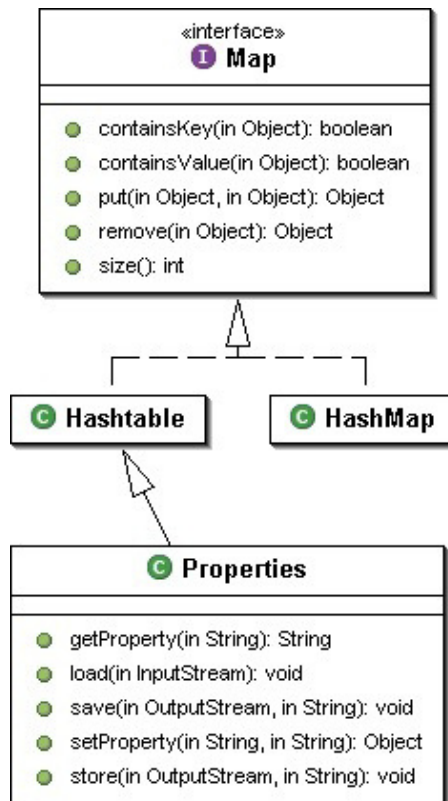 «interface»
I Map
containsKey(in Object): boolean
containsValue(in Object): boolean
put(in Object, in Object): Object
remove(in Object): Object
size(): int
C Hashtable
C HashMap
C Properties
getProperty(in String): String
load(in InputStream): void
save(in OutputStream, in String): void
setProperty(in String, in String): Object
store(in OutputStream, in String): void